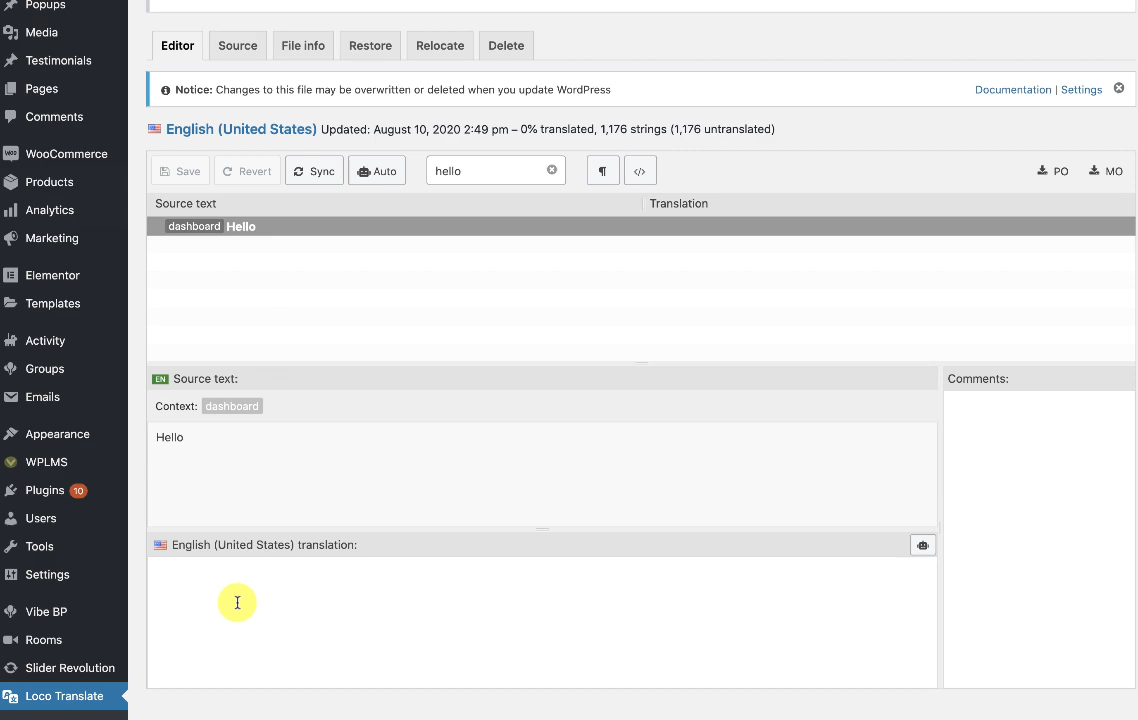 Popups
Media
Testimonials
Pages
Comments
WooCommerce
Products
Analytics
Marketing
Elementor
Templates
Activity
Groups
Emails
Appearance
WPLMS
Plugins 10
Users
Tools
Settings
Vibe BP
Rooms
Slider Revolution
Loco Translate
Editor Source File info Restore Relocate Delete
Notice: Changes to this file may be overwritten or deleted when you update WordPress Documentation | Settings
English (United States) Updated: August 10, 2020 2:49 pm – 0% translated, 1,176 strings (1,176 untranslated)
Save Revert Sync Auto hello ¶ </> PO MO
Source text Translation
dashboard Hello
EN Source text: Comments:
Context: dashboard
Hello
English (United States) translation: